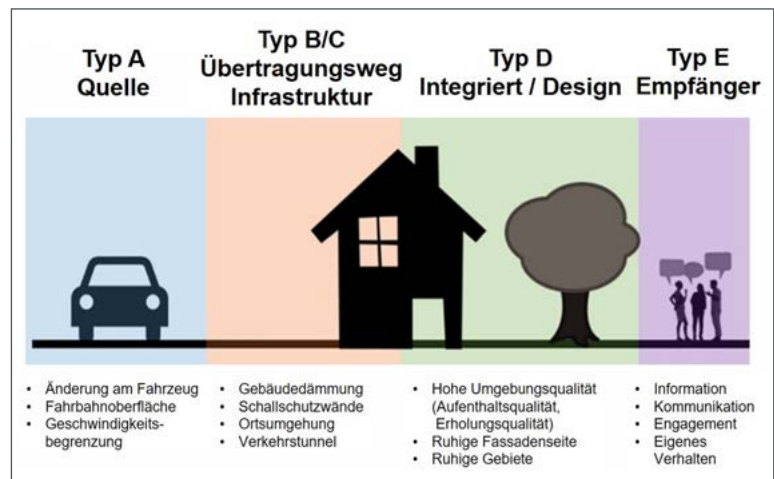 Typ A
Quelle
Typ B/C
Übertragungsweg
Infrastruktur
Typ D
Integriert / Design
Typ E
Empfänger
• Änderung am Fahrzeug
• Fahrbahnoberfläche
• Geschwindigkeits-
begrenzung
• Gebäudedämmung
• Schallschutzwände
• Ortsumgehung
• Verkehrstunnel
• Hohe Umgebungsqualität
(Aufenthaltsqualität,
Erholungsqualität)
• Ruhige Fassadenseite
• Ruhige Gebiete
• Information
• Kommunikation
• Engagement
• Eigenes
Verhalten